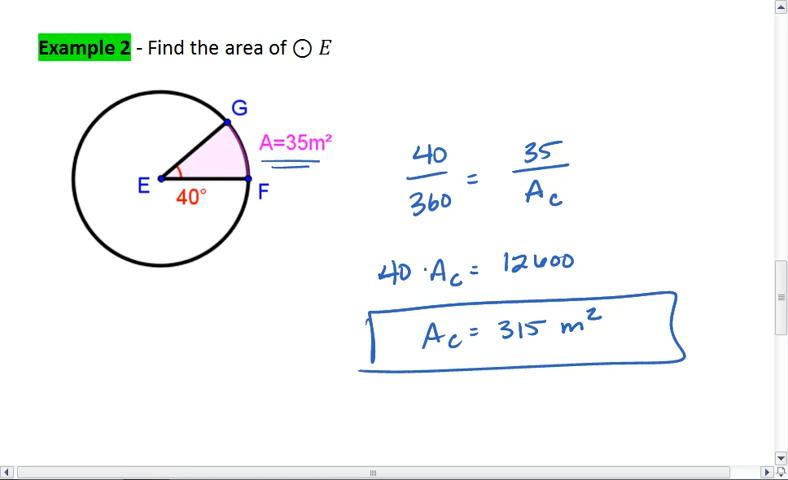 Example 2 - Find the area of ⊙ E
G
A=35m²
E
40°
F
40/360 = 35/A_C
40 · A_C = 12600
A_C = 315 m²